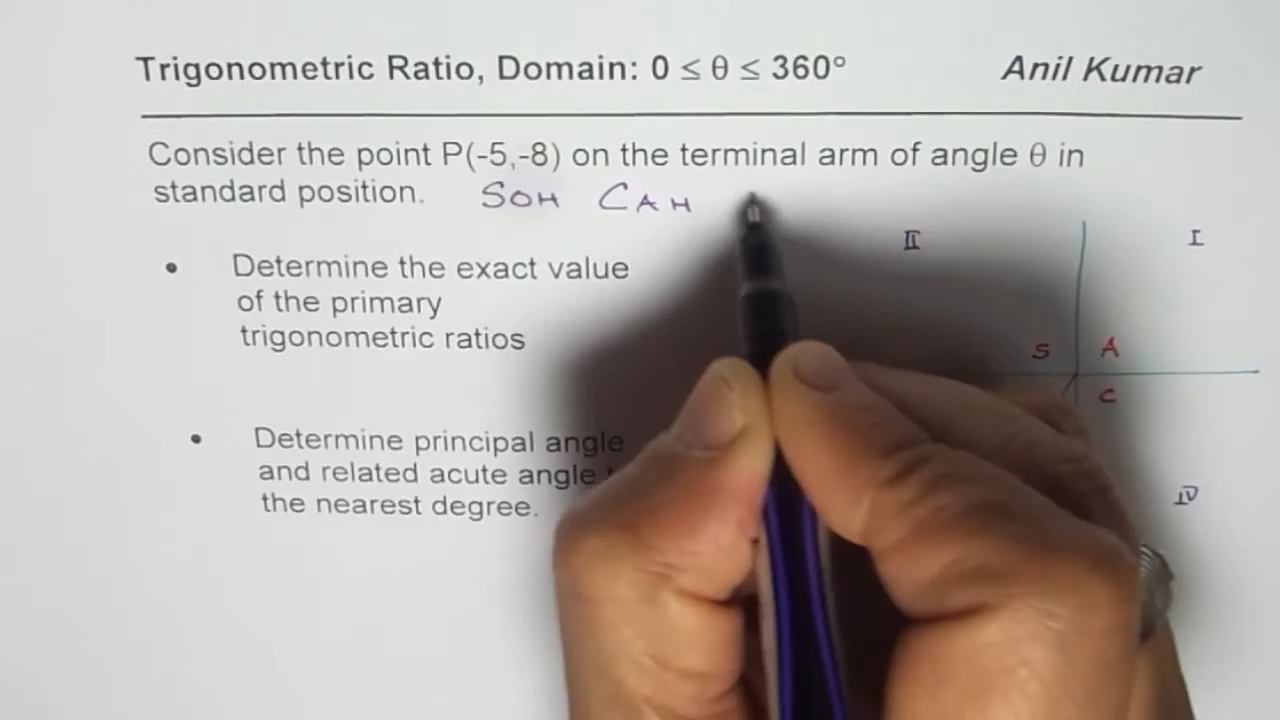 Trigonometric Ratio, Domain: 0 ≤ θ ≤ 360° Anil Kumar
Consider the point P(-5,-8) on the terminal arm of angle θ in
standard position. SOH CAH
II I
Determine the exact value
of the primary
trigonometric ratios
S A
C
Determine principal angle
and related acute angle
the nearest degree.
IV